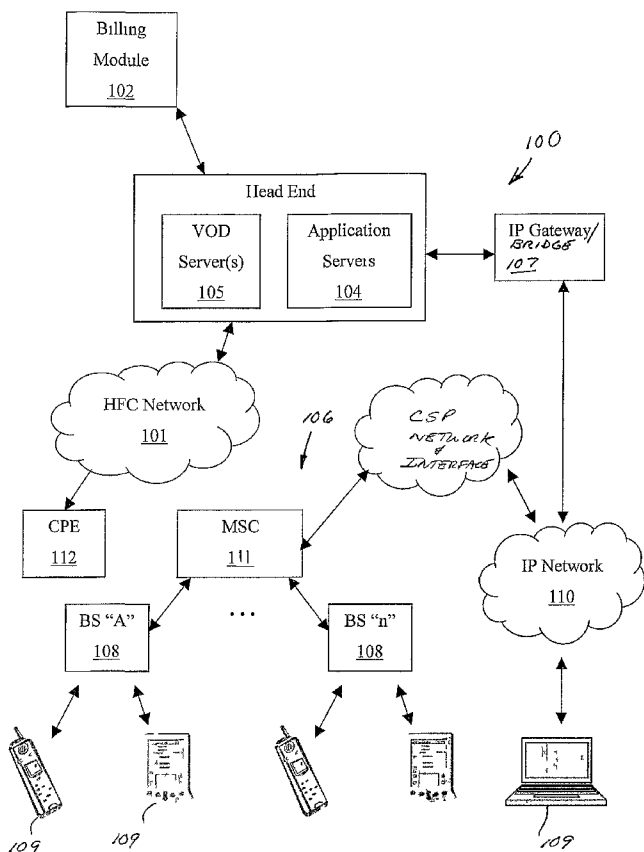 Billing
Module
102
100
Head End
VOD
Server(s)
105
Application
Servers
104
IP Gateway/
BRIDGE
107
HFC Network
101
106
CSP
NETWORK
&
INTERFACE
CPE
112
MSC
111
IP Network
110
BS "A"
108
...
BS "n"
108
109
109
109